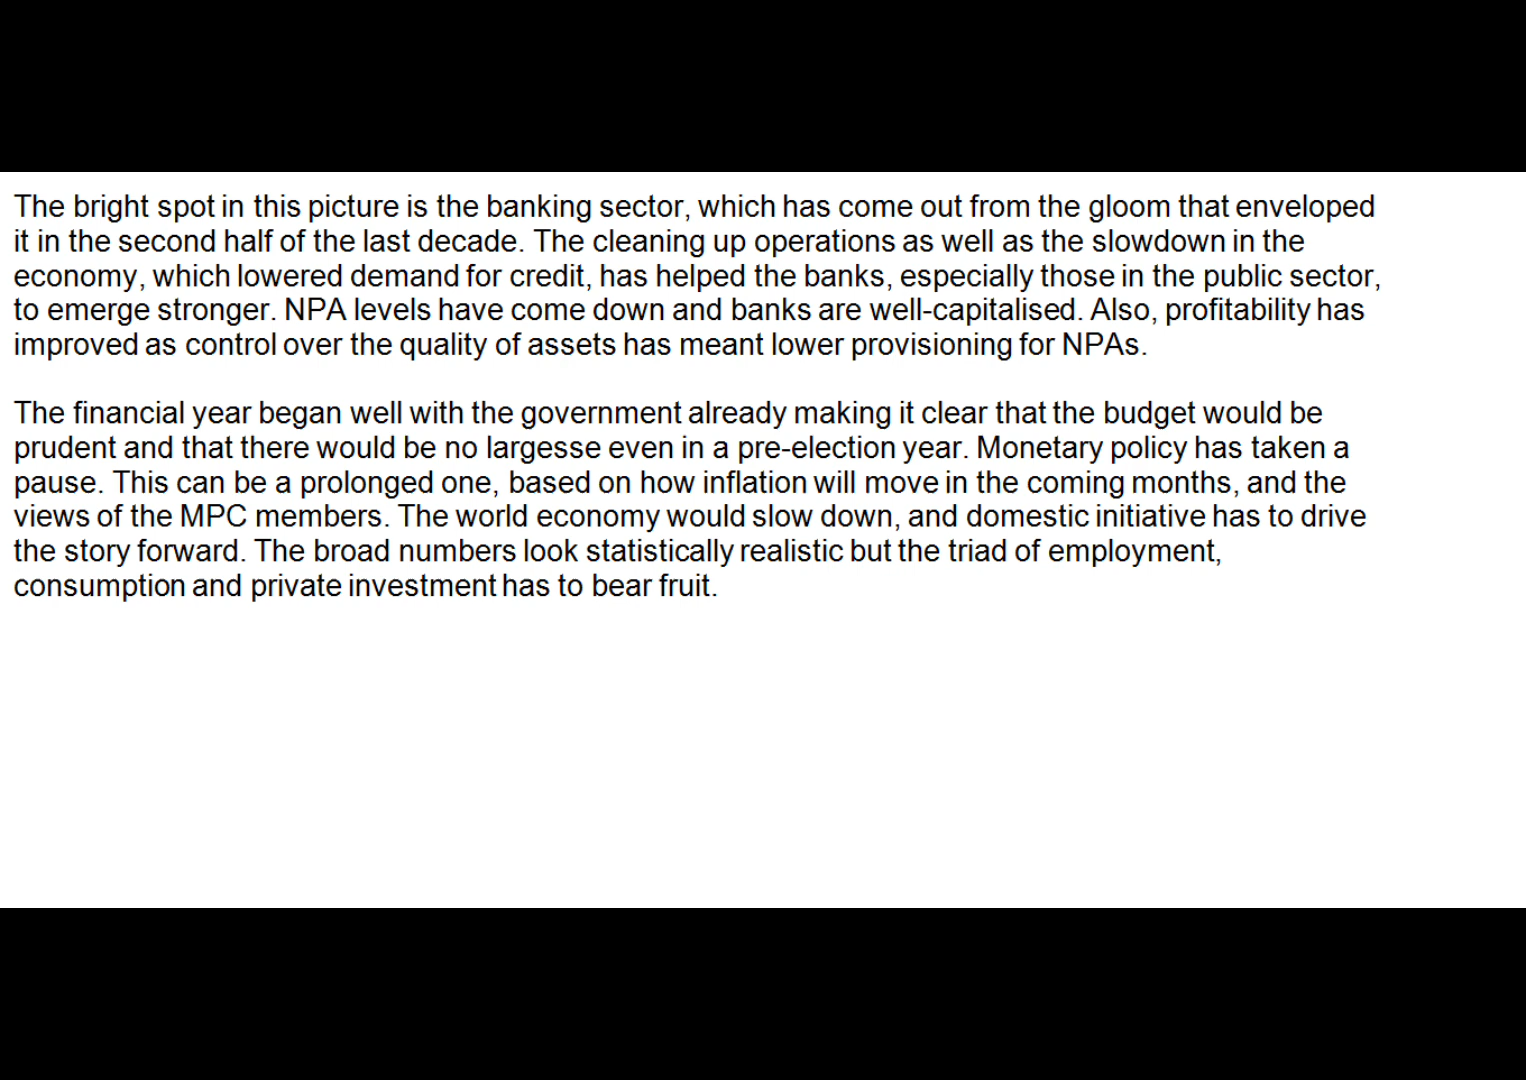 The bright spot in this picture is the banking sector, which has come out from the gloom that enveloped
it in the second half of the last decade. The cleaning up operations as well as the slowdown in the
economy, which lowered demand for credit, has helped the banks, especially those in the public sector,
to emerge stronger. NPA levels have come down and banks are well-capitalised. Also, profitability has
improved as control over the quality of assets has meant lower provisioning for NPAs.
The financial year began well with the government already making it clear that the budget would be
prudent and that there would be no largesse even in a pre-election year. Monetary policy has taken a
pause. This can be a prolonged one, based on how inflation will move in the coming months, and the
views of the MPC members. The world economy would slow down, and domestic initiative has to drive
the story forward. The broad numbers look statistically realistic but the triad of employment,
consumption and private investment has to bear fruit.